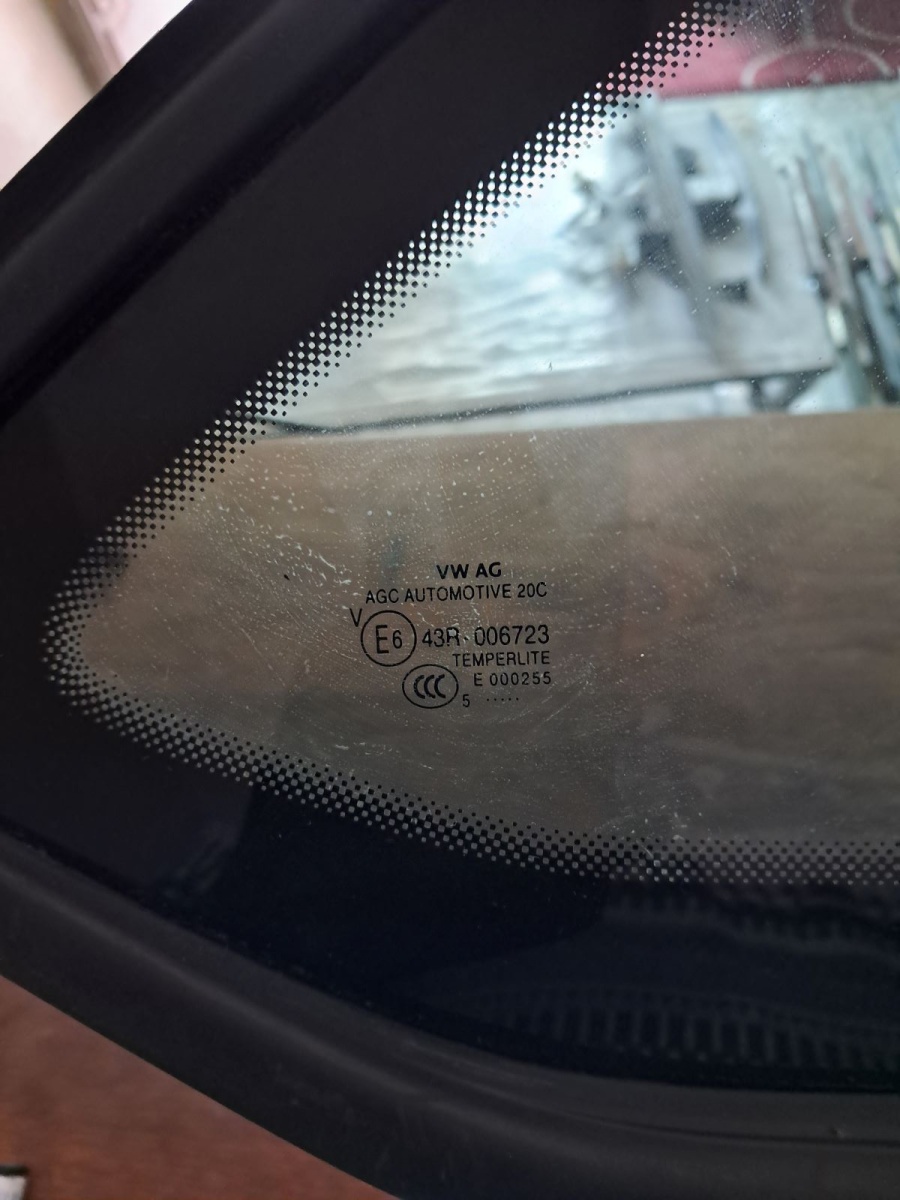 VW AG
AGC AUTOMOTIVE 20C
V
E6 43R-006723
TEMPERLITE
CCC E 000255
5 .....